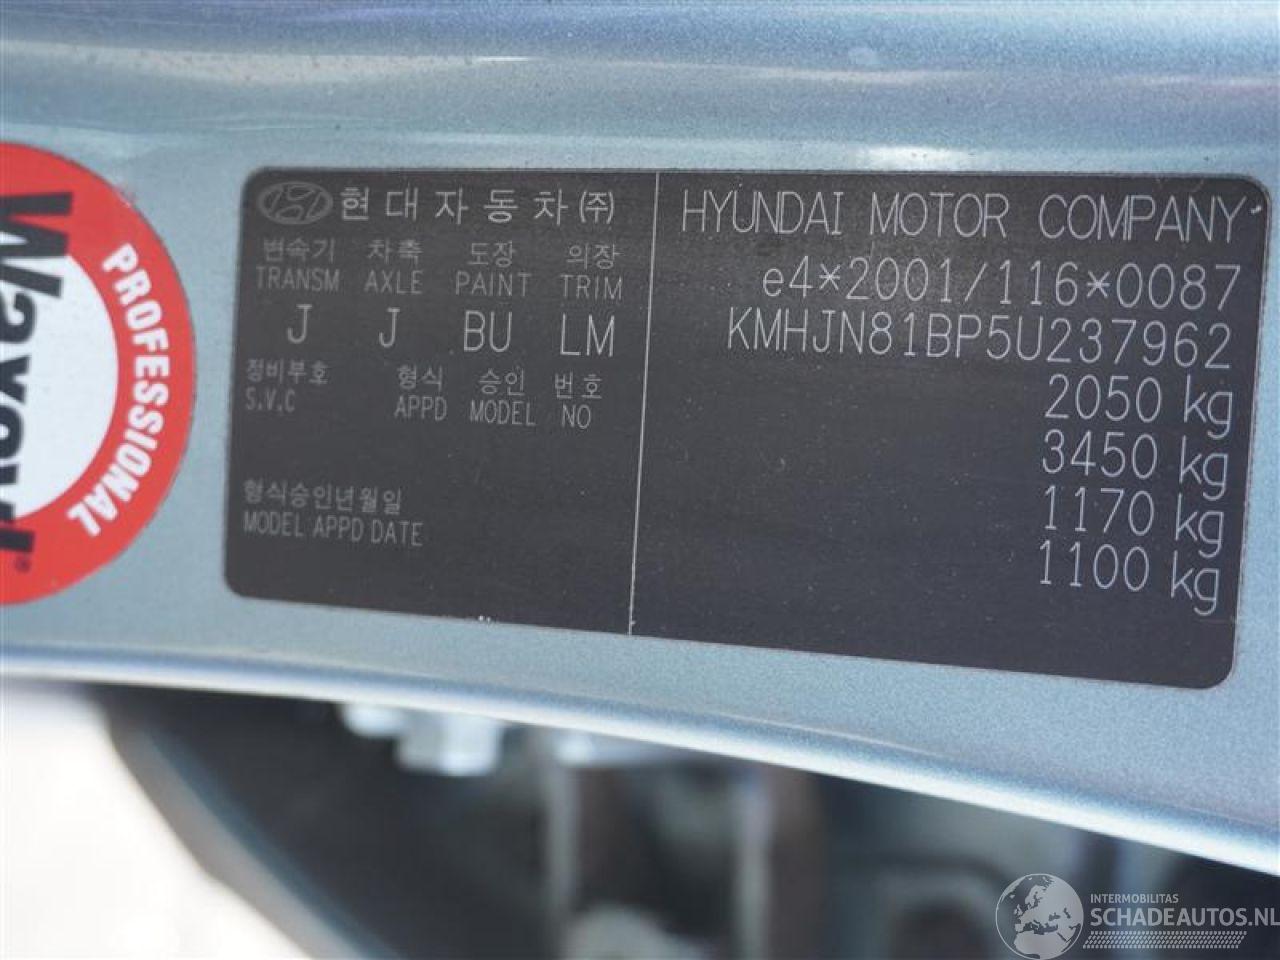 현대자동차㈜
변속기 차축 도장 의장
TRANSM AXLE PAINT TRIM
J J BU LM
정비부호 형식 승인 번호
S.V.C APPD MODEL NO
형식승인년월일
MODEL APPD DATE
HYUNDAI MOTOR COMPANY
e4*2001/116*0087
KMHJN81BP5U237962
2050 kg
3450 kg
1170 kg
1100 kg
PROFESSIONAL
INTERMOBILITAS
SCHADEAUTOS.NL